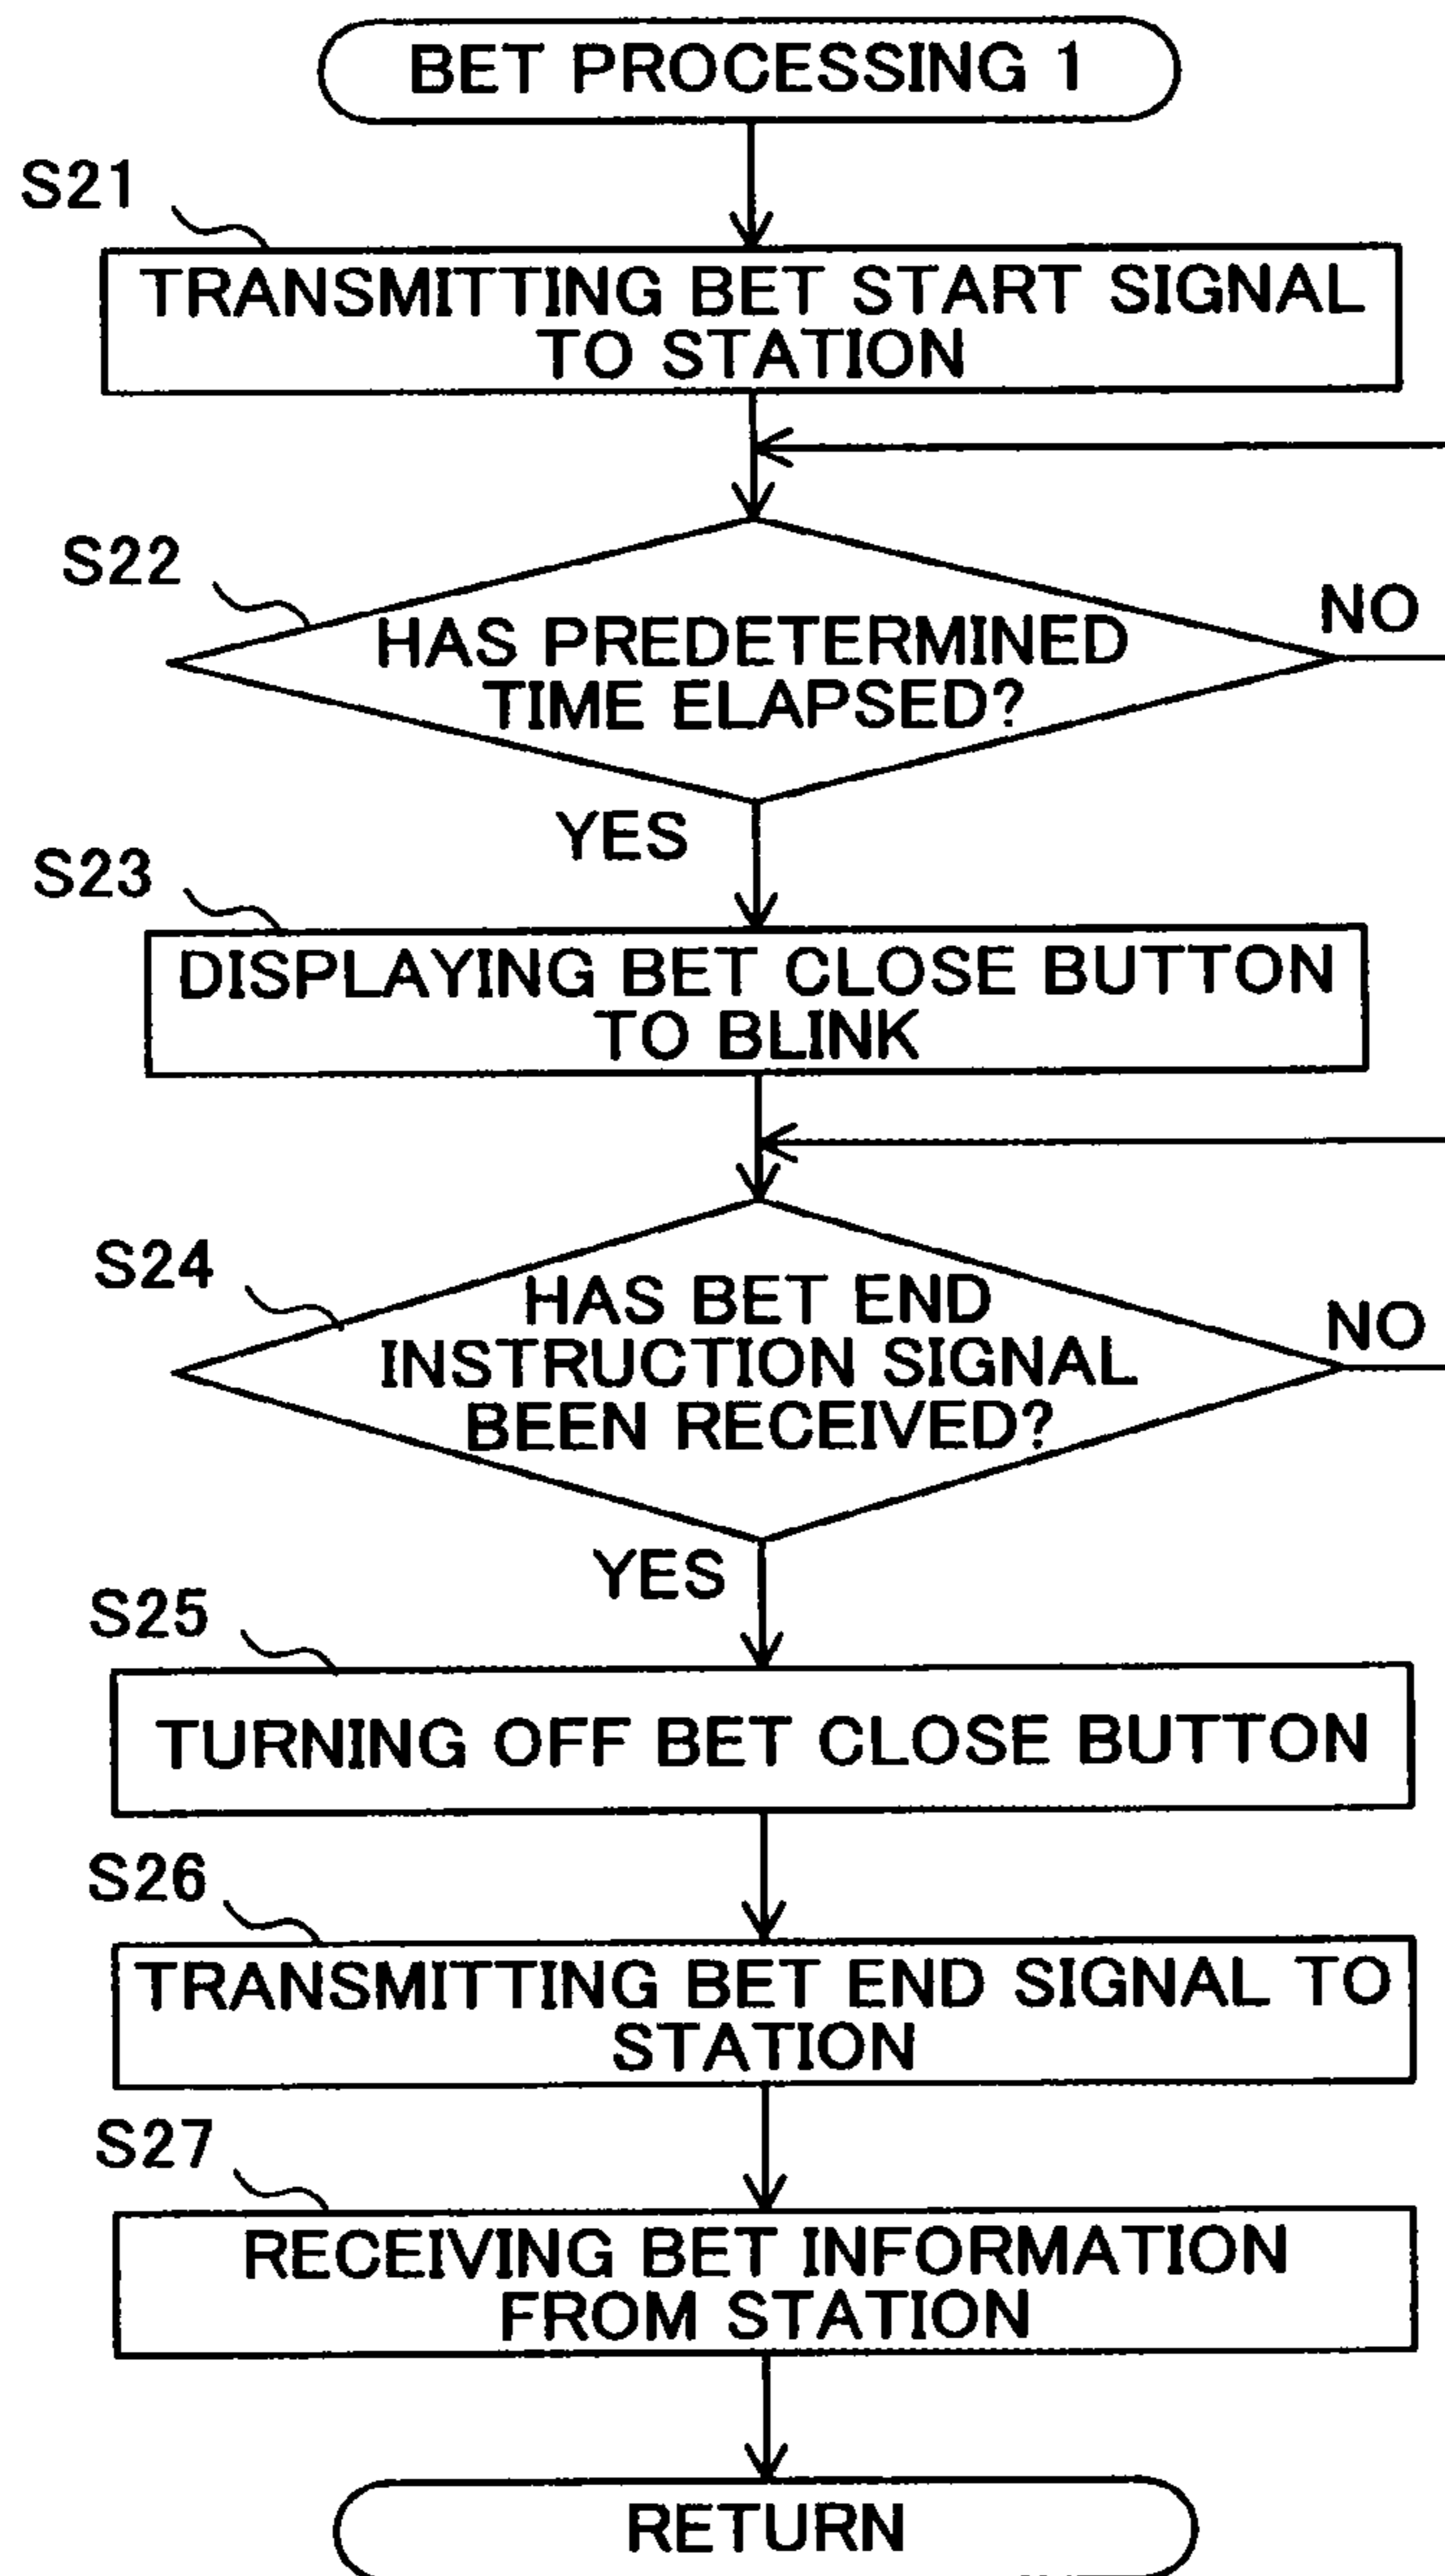 BET PROCESSING 1
S21
TRANSMITTING BET START SIGNAL
TO STATION
S22
HAS PREDETERMINED
TIME ELAPSED?
NO
YES
S23
DISPLAYING BET CLOSE BUTTON
TO BLINK
S24
HAS BET END
INSTRUCTION SIGNAL
BEEN RECEIVED?
NO
YES
S25
TURNING OFF BET CLOSE BUTTON
S26
TRANSMITTING BET END SIGNAL TO
STATION
S27
RECEIVING BET INFORMATION
FROM STATION
RETURN